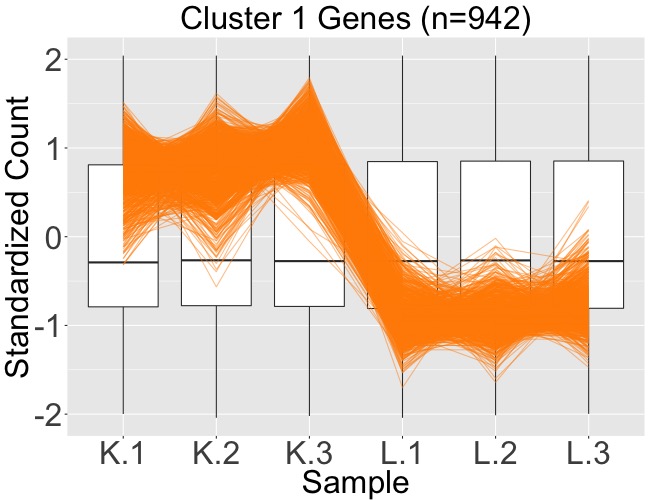 Cluster 1 Genes (n=942)
Standardized Count
2
1
0
-1
-2
K.1 K.2 K.3 L.1 L.2 L.3
Sample